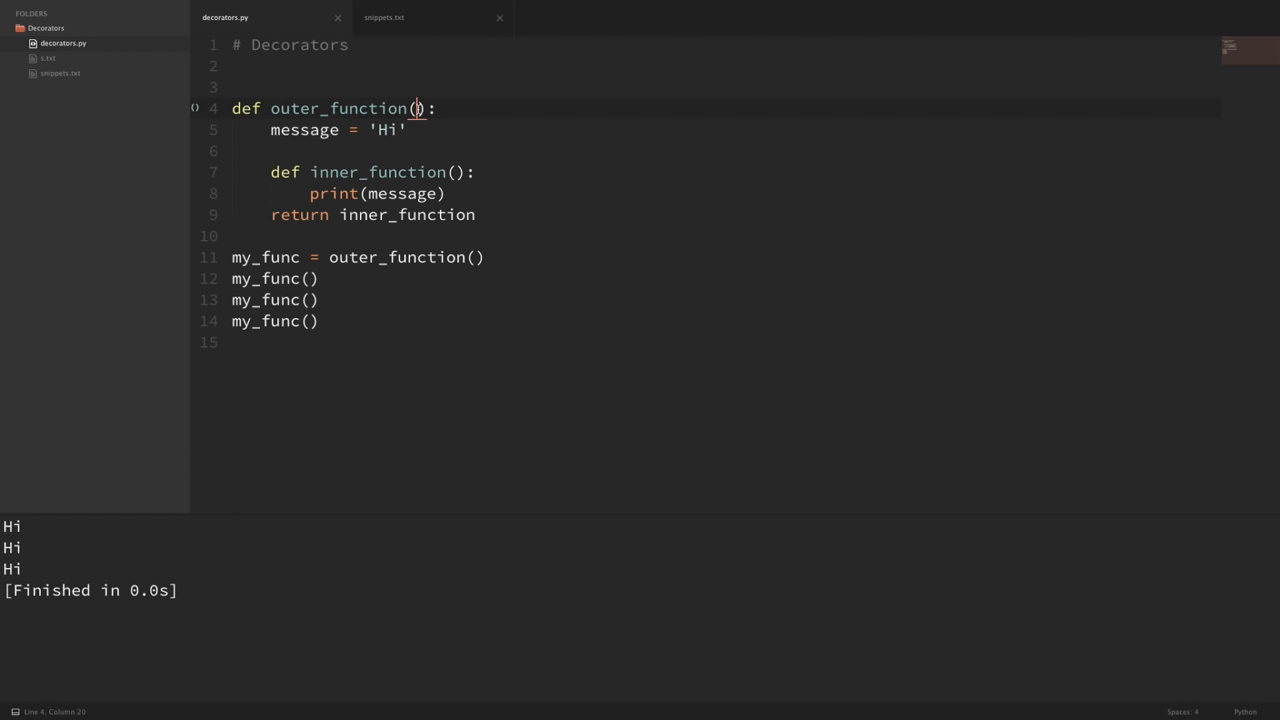 FOLDERS
Decorators
decorators.py
s.txt
snippets.txt
decorators.py
snippets.txt
1 # Decorators
2
3
4 def outer_function():
5     message = 'Hi'
6
7     def inner_function():
8         print(message)
9     return inner_function
10
11 my_func = outer_function()
12 my_func()
13 my_func()
14 my_func()
15
Hi
Hi
Hi
[Finished in 0.0s]
Line 4, Column 20
Spaces: 4
Python